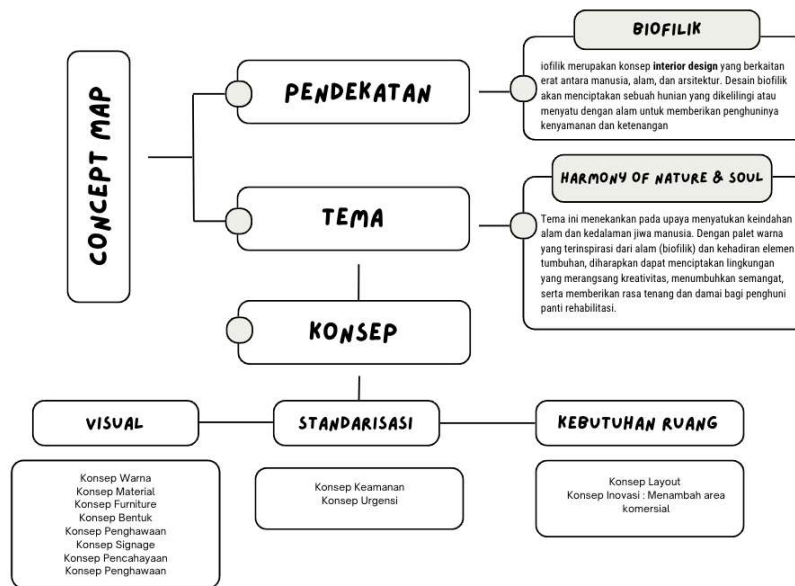 CONCEPT MAP
PENDEKATAN
BIOFILIK
iofilik merupakan konsep interior design yang berkaitan
erat antara manusia, alam, dan arsitektur. Desain biofilik
akan menciptakan sebuah hunian yang dikelilingi atau
menyatu dengan alam untuk memberikan penghuninya
kenyamanan dan ketenangan
TEMA
HARMONY OF NATURE & SOUL
Tema ini menekankan pada upaya menyatukan keindahan
alam dan kedalaman jiwa manusia. Dengan palet warna
yang terinspirasi dari alam (biofilik) dan kehadiran elemen
tumbuhan, diharapkan dapat menciptakan lingkungan
yang merangsang kreativitas, menumbuhkan semangat,
serta memberikan rasa tenang dan damai bagi penghuni
panti rehabilitasi.
KONSEP
VISUAL
Konsep Warna
Konsep Material
Konsep Furniture
Konsep Bentuk
Konsep Penghawaan
Konsep Signage
Konsep Pencahayaan
Konsep Penghawaan
STANDARISASI
Konsep Keamanan
Konsep Urgensi
KEBUTUHAN RUANG
Konsep Layout
Konsep Inovasi : Menambah area
komersial